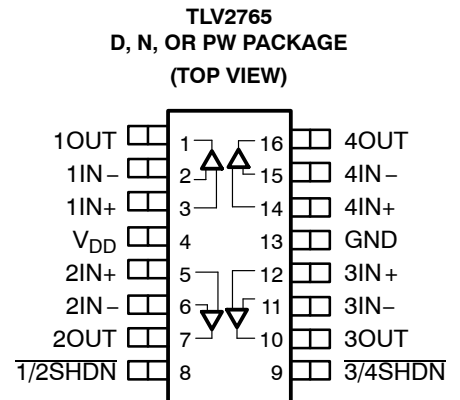 TLV2765
D, N, OR PW PACKAGE
(TOP VIEW)
1OUT 1 16 4OUT
1IN− 2 15 4IN−
1IN+ 3 14 4IN+
VDD 4 13 GND
2IN+ 5 12 3IN+
2IN− 6 11 3IN−
2OUT 7 10 3OUT
1/2SHDN 8 9 3/4SHDN